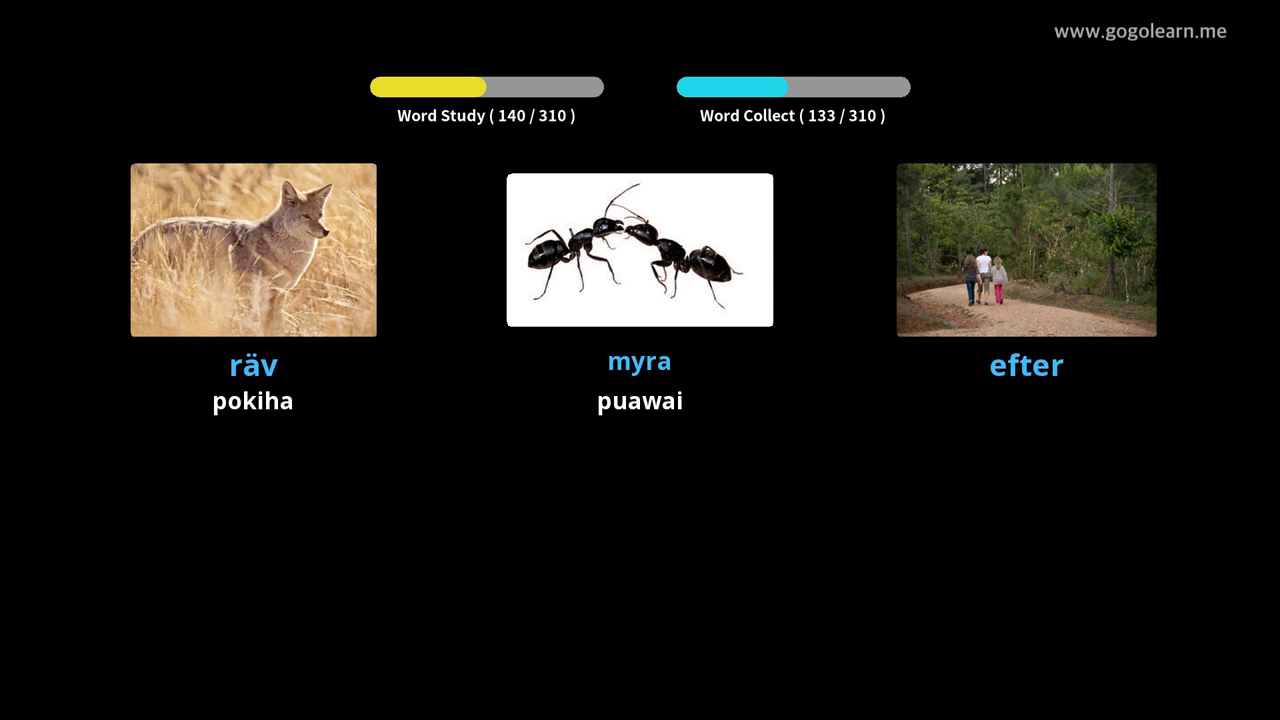 www.gogolearn.me
Word Study ( 140 / 310 )
Word Collect ( 133 / 310 )
räv
pokiha
myra
puawai
efter